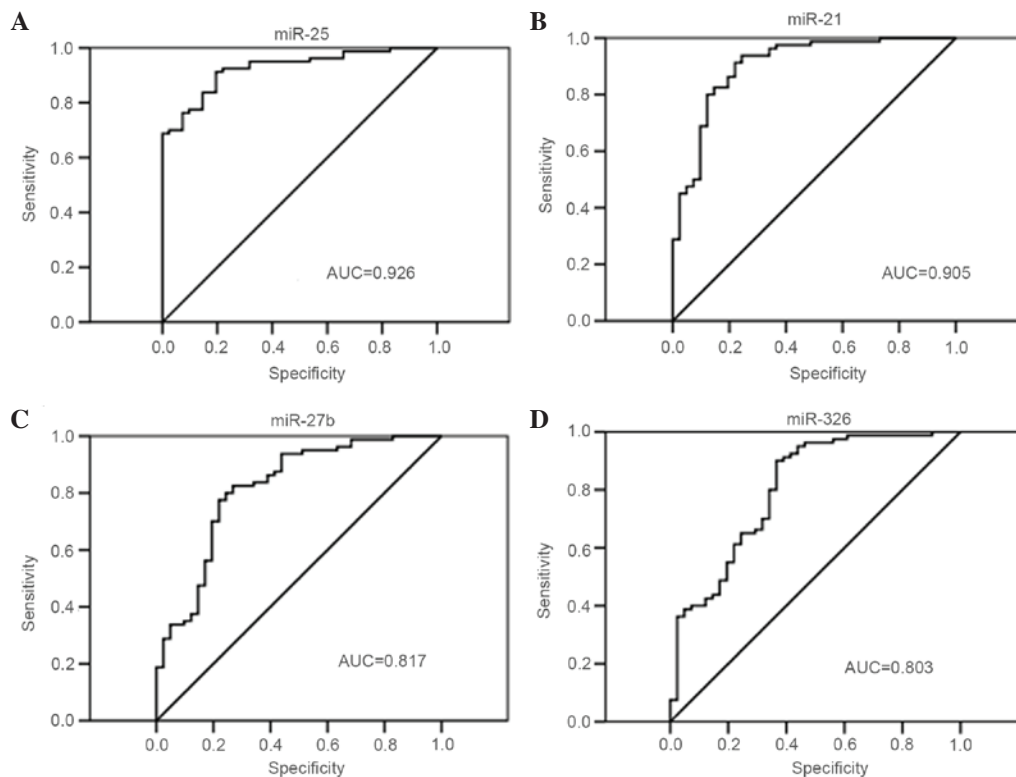 A
miR-25
1.0
0.8
0.6
0.4
0.2
0.0
Sensitivity
AUC=0.926
0.0 0.2 0.4 0.6 0.8 1.0
Specificity
B
miR-21
1.0
0.8
0.6
0.4
0.2
0.0
Sensitivity
AUC=0.905
0.0 0.2 0.4 0.6 0.8 1.0
Specificity
C
miR-27b
1.0
0.8
0.6
0.4
0.2
0.0
Sensitivity
AUC=0.817
0.0 0.2 0.4 0.6 0.8 1.0
Specificity
D
miR-326
1.0
0.8
0.6
0.4
0.2
0.0
Sensitivity
AUC=0.803
0.0 0.2 0.4 0.6 0.8 1.0
Specificity